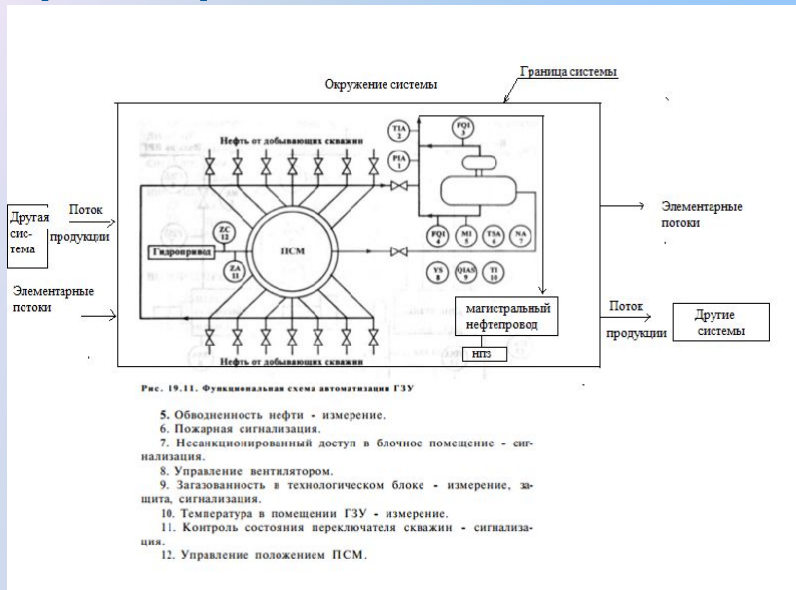 Окружение системы
Граница системы
Нефть от добывающих скважин
TIA
2
FQI
3
PIA
1
Другая
сис-
тема
Поток
продукции
Элементарные
потоки
ZC
12
Гидропривод
ПСМ
ZA
11
FQI
4
MI
5
TSA
6
NA
7
YS
8
QIAS
9
TI
10
Элементарные
потоки
магистральный
нефтепровод
НПЗ
Поток
продукции
Другие
системы
Нефть от добывающих скважин
Рис. 19.11. Функциональная схема автоматизация ГЗУ
5. Обводненность нефти - измерение.
6. Пожарная сигнализация.
7. Несанкционированный доступ в блочное помещение - сиг-
нализация.
8. Управление вентилятором.
9. Загазованность в технологическом блоке - измерение, за-
щита, сигнализация.
10. Температура в помещении ГЗУ - измерение.
11. Контроль состояния переключателя скважин - сигнализа-
ция.
12. Управление положением ПСМ.